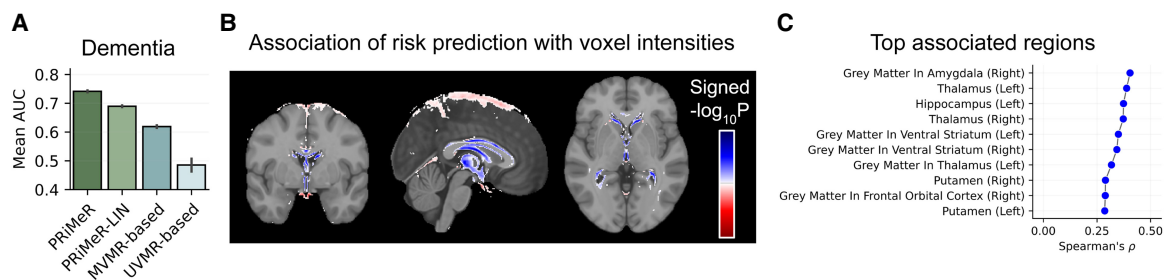 A
Dementia
Mean AUC
0.8
0.7
0.6
0.5
0.4
PRiMeR
PRiMeR-LIN
MVMR-based
UVMR-based
B
Association of risk prediction with voxel intensities
Signed
-log10P
C
Top associated regions
Grey Matter In Amygdala (Right)
Thalamus (Left)
Hippocampus (Left)
Thalamus (Right)
Grey Matter In Ventral Striatum (Left)
Grey Matter In Ventral Striatum (Right)
Grey Matter In Thalamus (Left)
Putamen (Right)
Grey Matter In Frontal Orbital Cortex (Right)
Putamen (Left)
0.00 0.25 0.50
Spearman's ρ